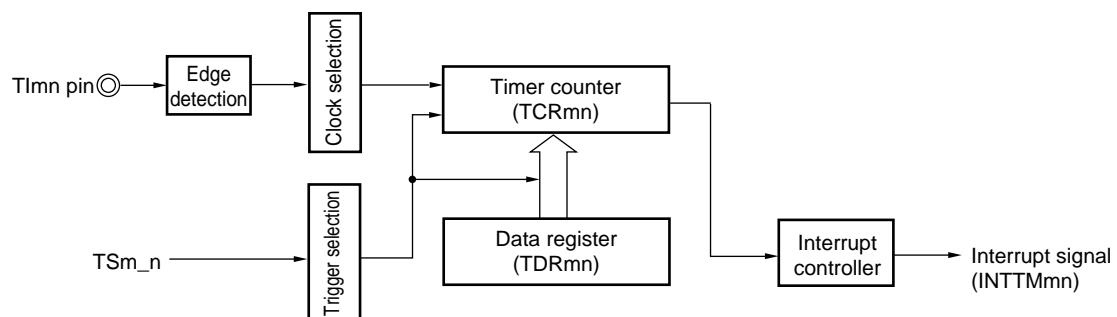 TImn pin
Edge
detection
Clock selection
Timer counter
(TCRmn)
TSm_n
Trigger selection
Data register
(TDRmn)
Interrupt
controller
Interrupt signal
(INTTMmn)